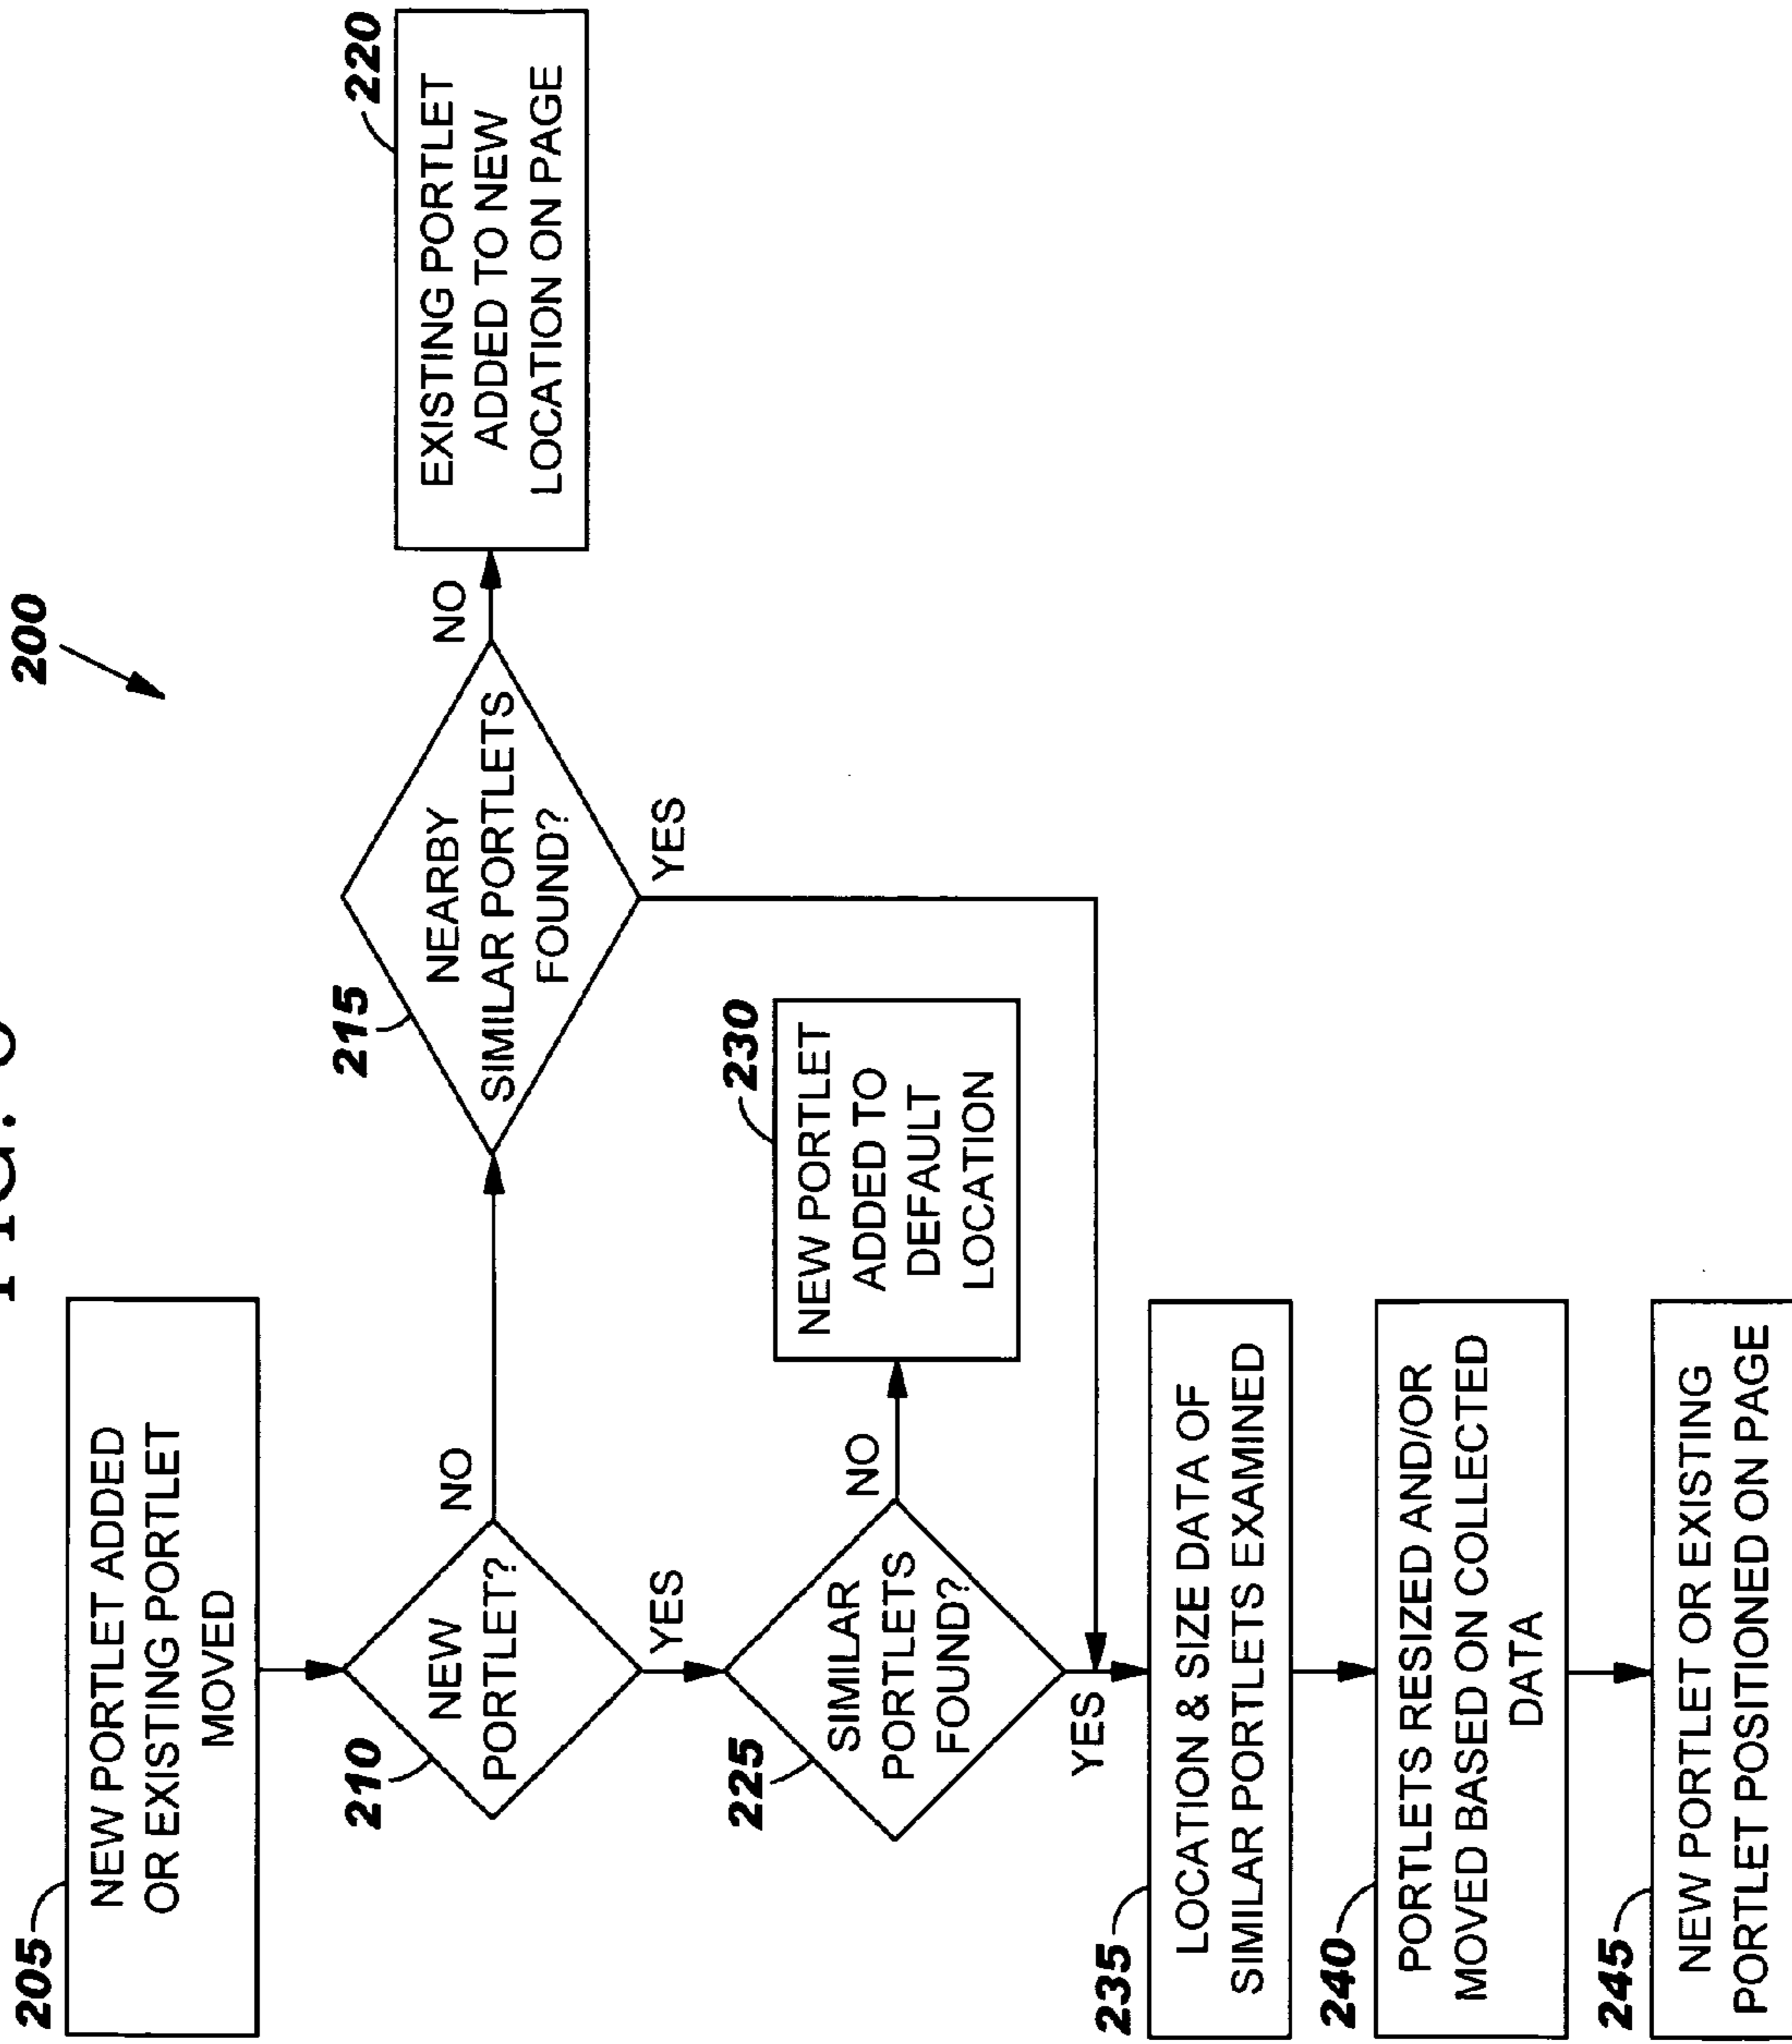 FIG.
200
205
NEW PORTLET ADDED
OR EXISTING PORTLET
MOVED
210
NEW
PORTLET?
NO
YES
215
NEARBY
SIMILAR PORTLETS
FOUND?
NO
YES
220
EXISTING PORTLET
ADDED TO NEW
LOCATION ON PAGE
225
SIMILAR
PORTLETS
FOUND?
NO
YES
230
NEW PORTLET
ADDED TO
DEFAULT
LOCATION
235
LOCATION & SIZE DATA OF
SIMILAR PORTLETS EXAMINED
240
PORTLETS RESIZED AND/OR
MOVED BASED ON COLLECTED
DATA
245
NEW PORTLET OR EXISTING
PORTLET POSITIONED ON PAGE